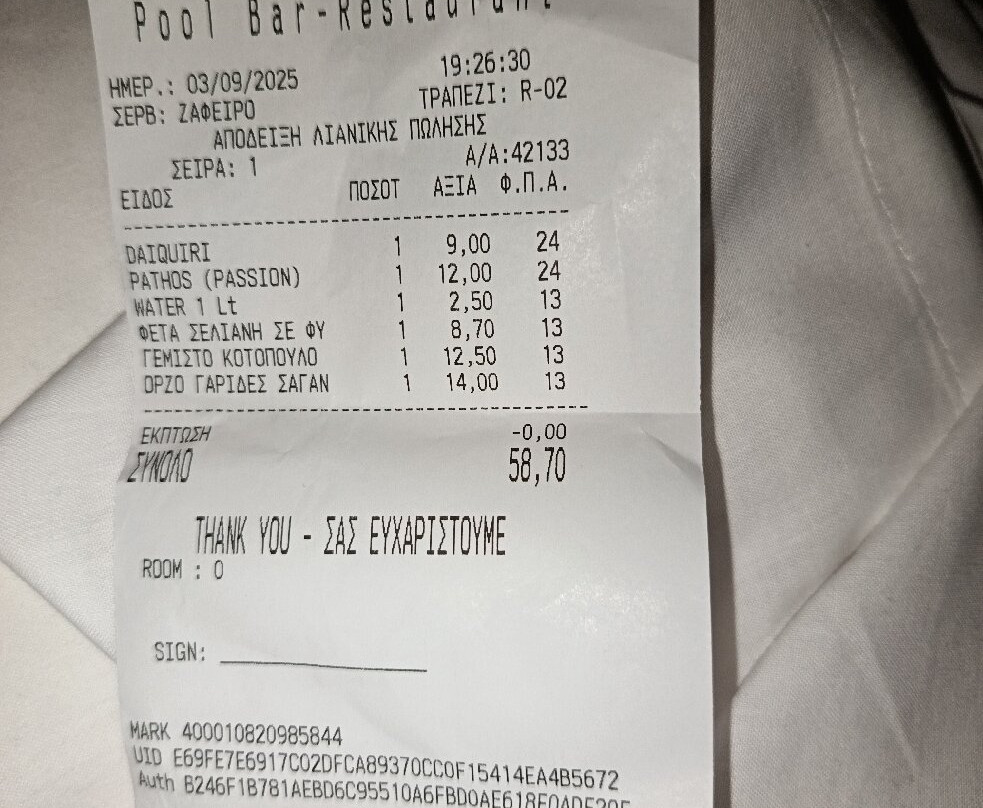 Pool Bar-Restaurant
ΗΜΕΡ.: 03/09/2025 19:26:30
ΣΕΡΒ: ΖΑΦΕΙΡΟ ΤΡΑΠΕΖΙ: R-02
ΑΠΟΔΕΙΞΗ ΛΙΑΝΙΚΗΣ ΠΩΛΗΣΗΣ
ΣΕΙΡΑ: 1 Α/Α:42133
ΕΙΔΟΣ ΠΟΣΟΤ ΑΞΙΑ Φ.Π.Α.
DAIQUIRI 1 9,00 24
PATHOS (PASSION) 1 12,00 24
WATER 1 Lt 1 2,50 13
ΦΕΤΑ ΣΕΛΙΑΝΗ ΣΕ ΦΥ 1 8,70 13
ΓΕΜΙΣΤΟ ΚΟΤΟΠΟΥΛΟ 1 12,50 13
ΟΡΖΟ ΓΑΡΙΔΕΣ ΣΑΓΑΝ 1 14,00 13
ΕΚΠΤΩΣΗ -0,00
ΣΥΝΟΛΟ 58,70
THANK YOU - ΣΑΣ ΕΥΧΑΡΙΣΤΟΥΜΕ
ROOM : 0
SIGN:
MARK 400010820985844
UID E69FE7E6917C02DFCA89370CC0F15414EA4B5672
Auth